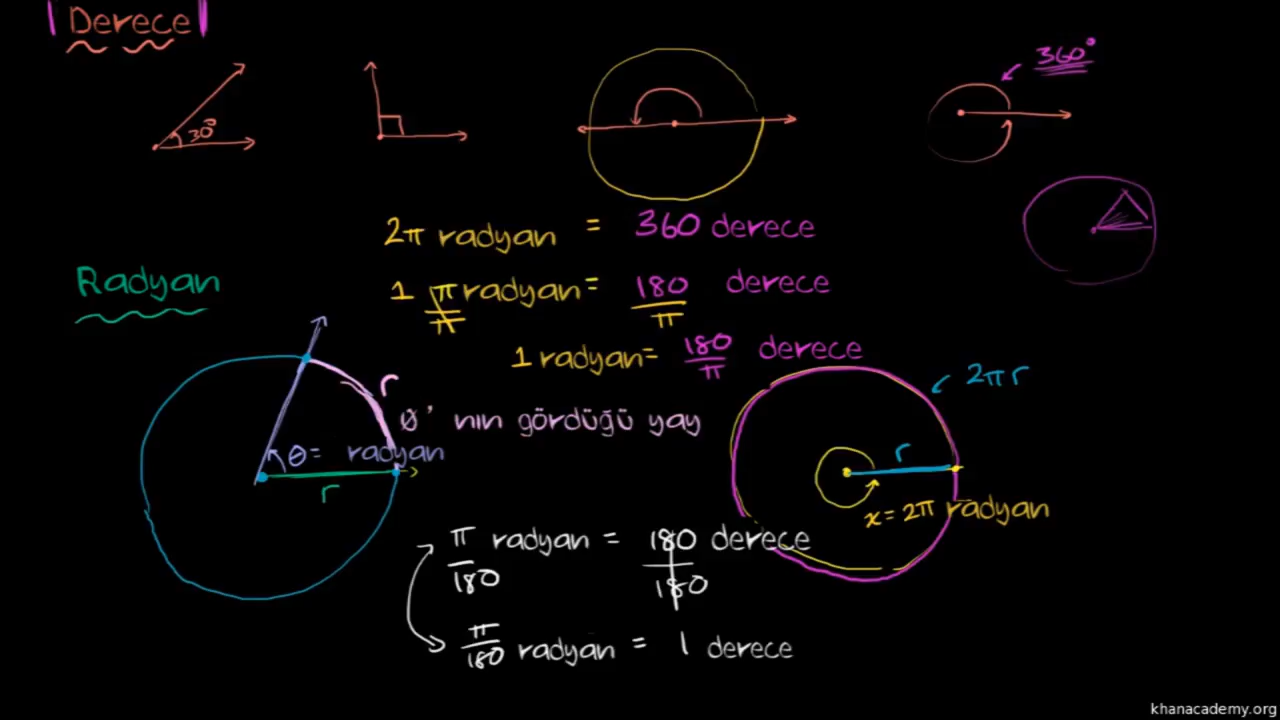 Derece
30°
360°
2π radyan = 360 derece
Radyan
1 π/π radyan = 180/π derece
1 radyan = 180/π derece
2πr
r
θ'nın gördüğü yay
θ = radyan
r
r
x = 2π radyan
π/180 radyan = 180/180 derece
π/180 radyan = 1 derece
khanacademy.org